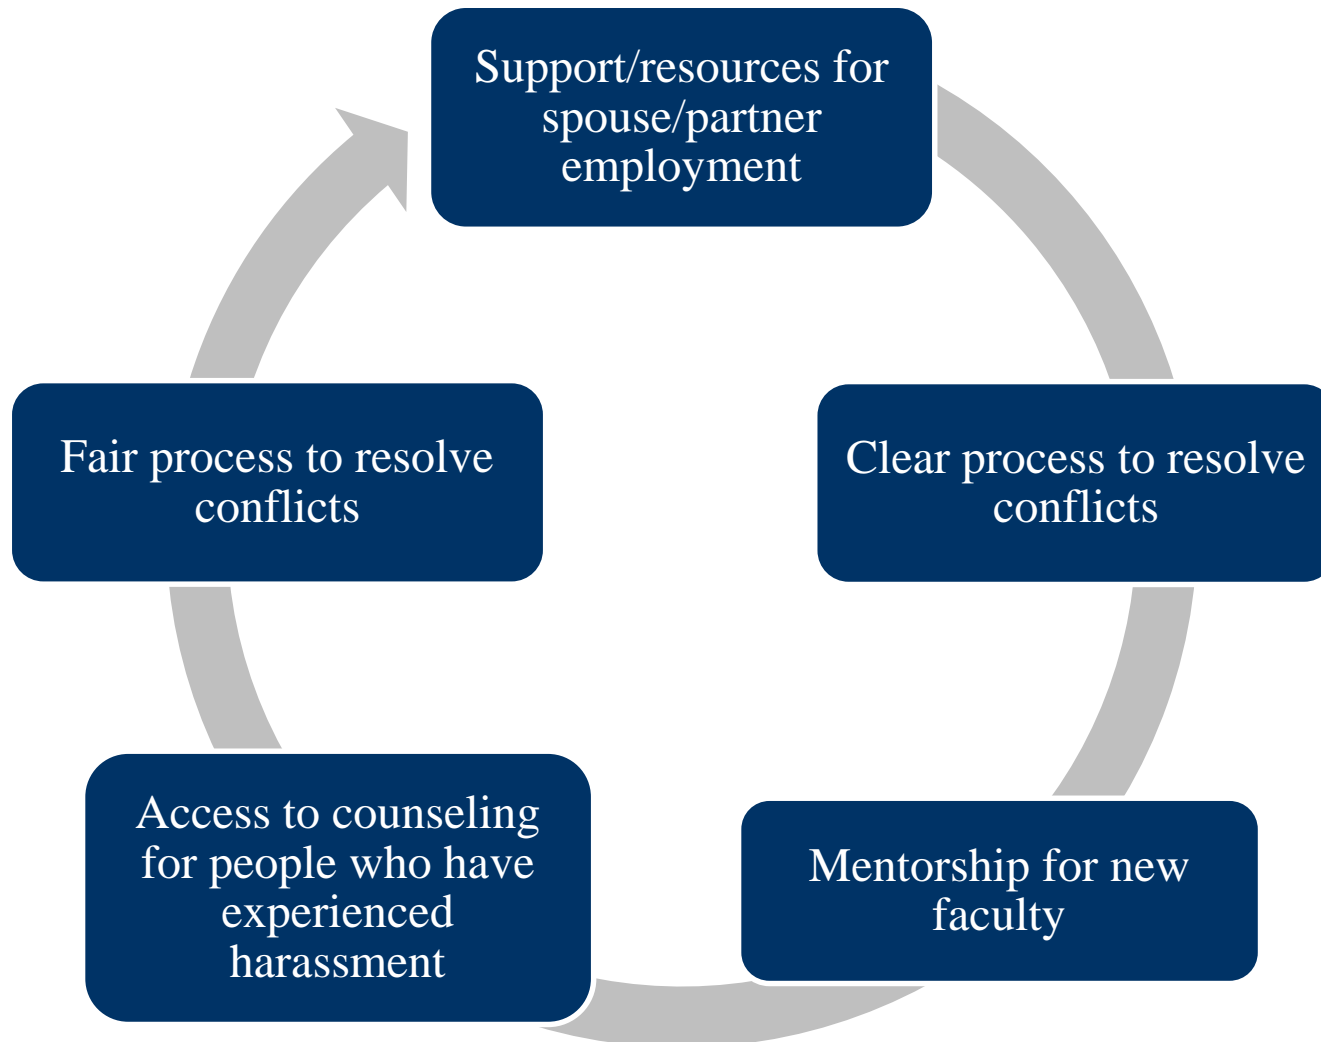 Support/resources for
spouse/partner
employment
Fair process to resolve
conflicts
Clear process to resolve
conflicts
Access to counseling
for people who have
experienced
harassment
Mentorship for new
faculty